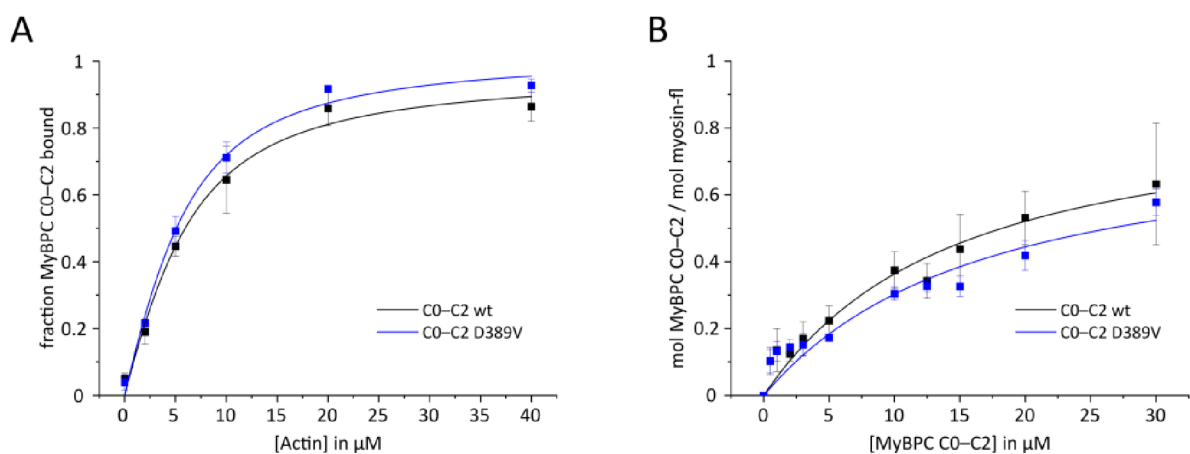 A
fraction MyBPC C0–C2 bound
1
0.8
0.6
0.4
0.2
0
0 5 10 15 20 25 30 35 40
[Actin] in µM
C0–C2 wt
C0–C2 D389V
B
mol MyBPC C0–C2 / mol myosin-fl
1
0.8
0.6
0.4
0.2
0
0 5 10 15 20 25 30
[MyBPC C0–C2] in µM
C0–C2 wt
C0–C2 D389V